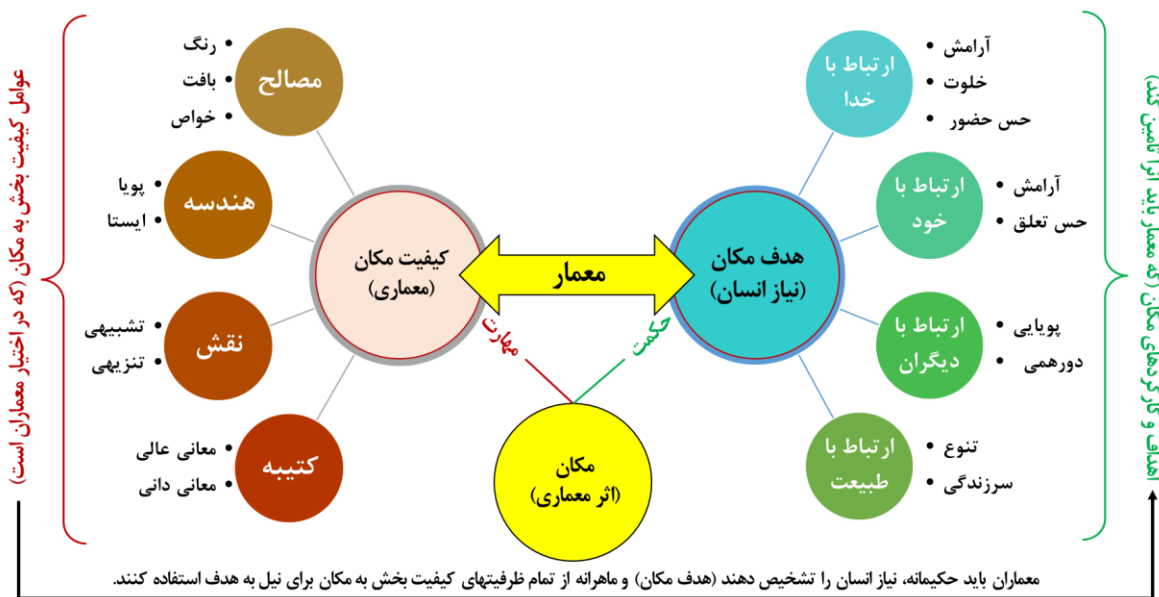 اهداف و کارکردهای مکان (که معمار باید آنرا تامین کند)
ارتباط با
خدا
• آرامش
• خلوت
• حس حضور
ارتباط با
خود
• آرامش
• حس تعلق
ارتباط با
دیگران
• پویایی
• دورهمی
ارتباط با
طبیعت
• تنوع
• سرزندگی
هدف مکان
(نیاز انسان)
معمار
کیفیت مکان
(معماری)
حکمت
مهارت
مکان
(اثر معماری)
مصالح
• رنگ
• بافت
• خواص
هندسه
• پویا
• ایستا
نقش
• تشبیهی
• تنزیهی
کتیبه
• معانی عالی
• معانی دانی
عوامل کیفیت بخش به مکان (که در اختیار معماران است)
معماران باید حکیمانه، نیاز انسان را تشخیص دهند (هدف مکان) و ماهرانه از تمام ظرفیتهای کیفیت بخش به مکان برای نیل به هدف استفاده کنند.